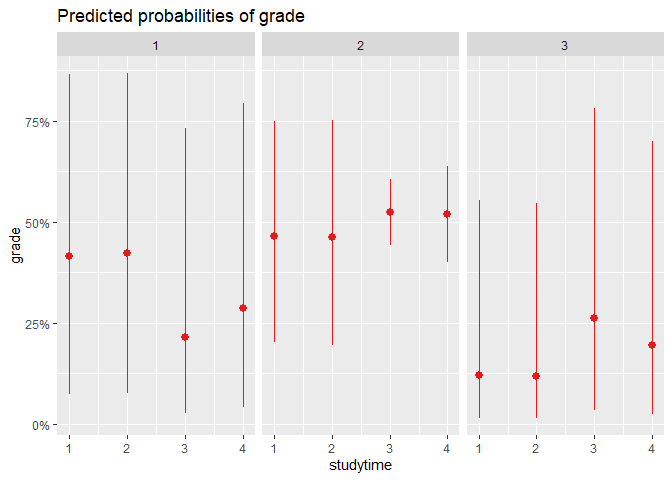 Predicted probabilities of grade
1 2 3
grade
75%
50%
25%
0%
1 2 3 4 1 2 3 4 1 2 3 4
studytime